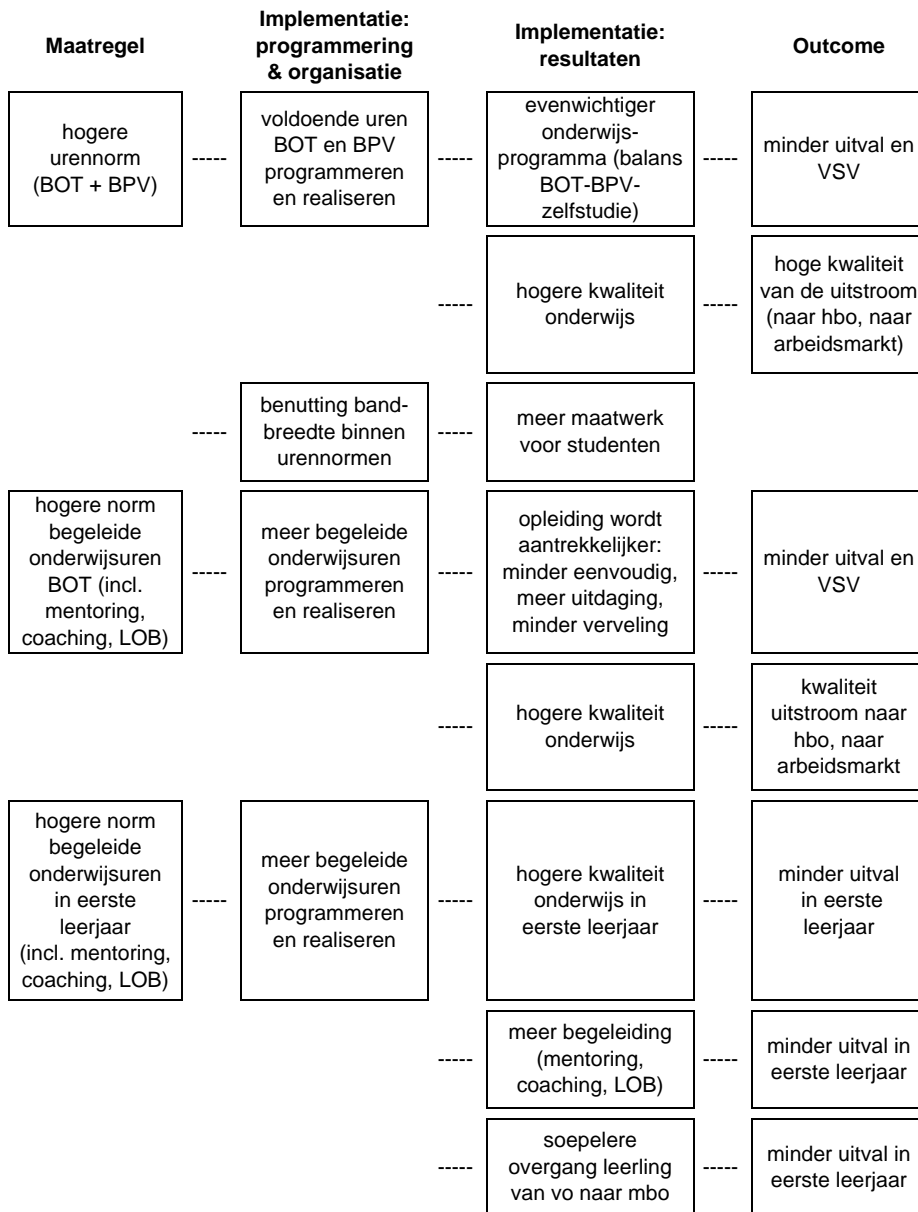 Maatregel
Implementatie:
programmering
& organisatie
Implementatie:
resultaten
Outcome
hogere
urennorm
(BOT + BPV)
-----
voldoende uren
BOT en BPV
programmeren
en realiseren
-----
evenwichtiger
onderwijs-
programma (balans
BOT-BPV-
zelfstudie)
-----
minder uitval en
VSV
-----
hogere kwaliteit
onderwijs
-----
hoge kwaliteit
van de uitstroom
(naar hbo, naar
arbeidsmarkt)
-----
benutting band-
breedte binnen
urennormen
-----
meer maatwerk
voor studenten
hogere norm
begeleide
onderwijsuren
BOT (incl.
mentoring,
coaching, LOB)
-----
meer begeleide
onderwijsuren
programmeren
en realiseren
-----
opleiding wordt
aantrekkelijker:
minder eenvoudig,
meer uitdaging,
minder verveling
-----
minder uitval en
VSV
-----
hogere kwaliteit
onderwijs
-----
kwaliteit
uitstroom naar
hbo, naar
arbeidsmarkt
hogere norm
begeleide
onderwijsuren
in eerste
leerjaar
(incl. mentoring,
coaching, LOB)
-----
meer begeleide
onderwijsuren
programmeren
en realiseren
-----
hogere kwaliteit
onderwijs in
eerste leerjaar
-----
minder uitval
in eerste
leerjaar
-----
meer begeleiding
(mentoring,
coaching, LOB)
-----
minder uitval in
eerste leerjaar
-----
soepelere
overgang leerling
van vo naar mbo
-----
minder uitval in
eerste leerjaar